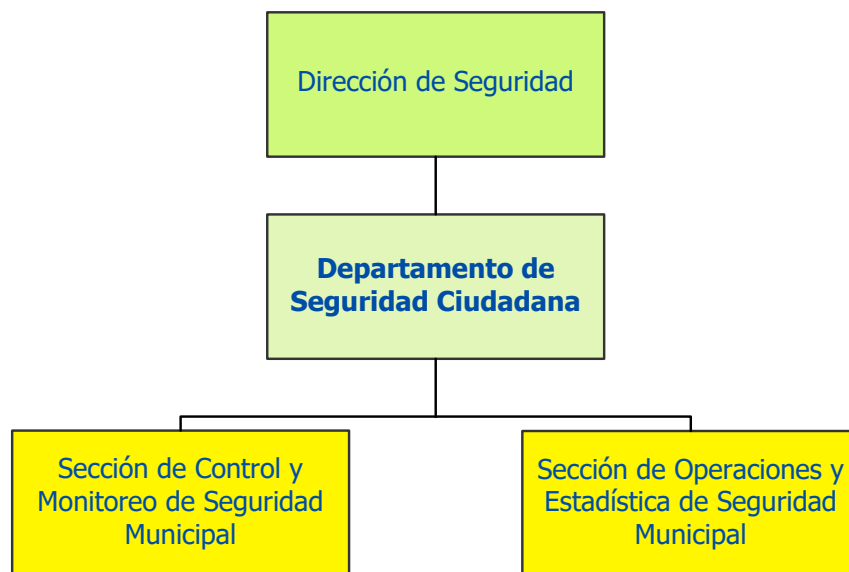 Dirección de Seguridad
Departamento de
Seguridad Ciudadana
Sección de Control y
Monitoreo de Seguridad
Municipal
Sección de Operaciones y
Estadística de Seguridad
Municipal